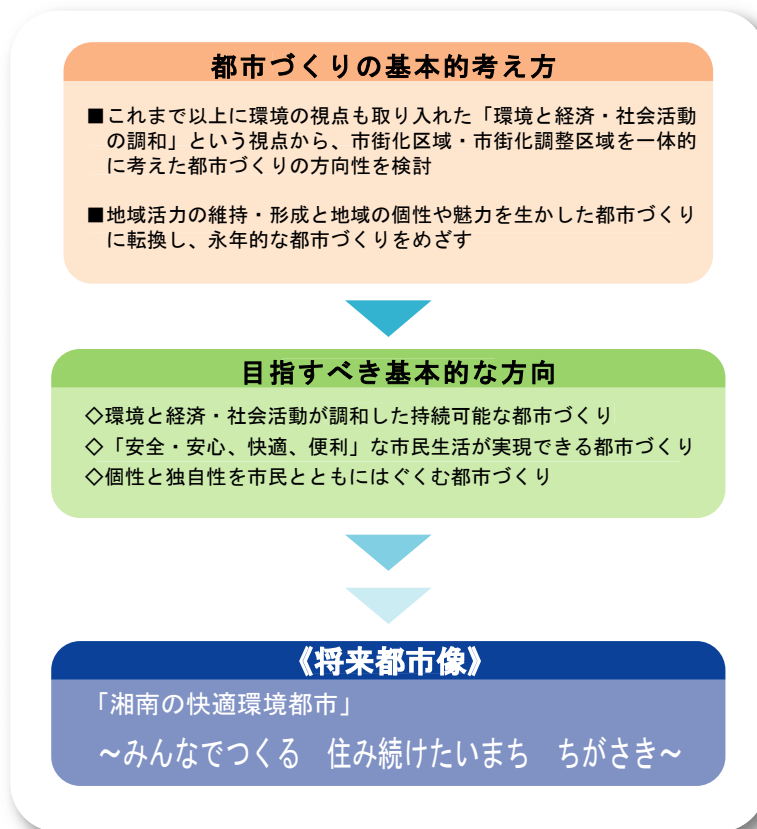 都市づくりの基本的考え方
■これまで以上に環境の視点も取り入れた「環境と経済・社会活動
の調和」という視点から、市街化区域・市街化調整区域を一体的
に考えた都市づくりの方向性を検討
■地域活力の維持・形成と地域の個性や魅力を生かした都市づくり
に転換し、永年的な都市づくりをめざす
目指すべき基本的な方向
◇環境と経済・社会活動が調和した持続可能な都市づくり
◇「安全・安心、快適、便利」な市民生活が実現できる都市づくり
◇個性と独自性を市民とともにはぐくむ都市づくり
《将来都市像》
「湘南の快適環境都市」
～みんなでつくる　住み続けたいまち　ちがさき～